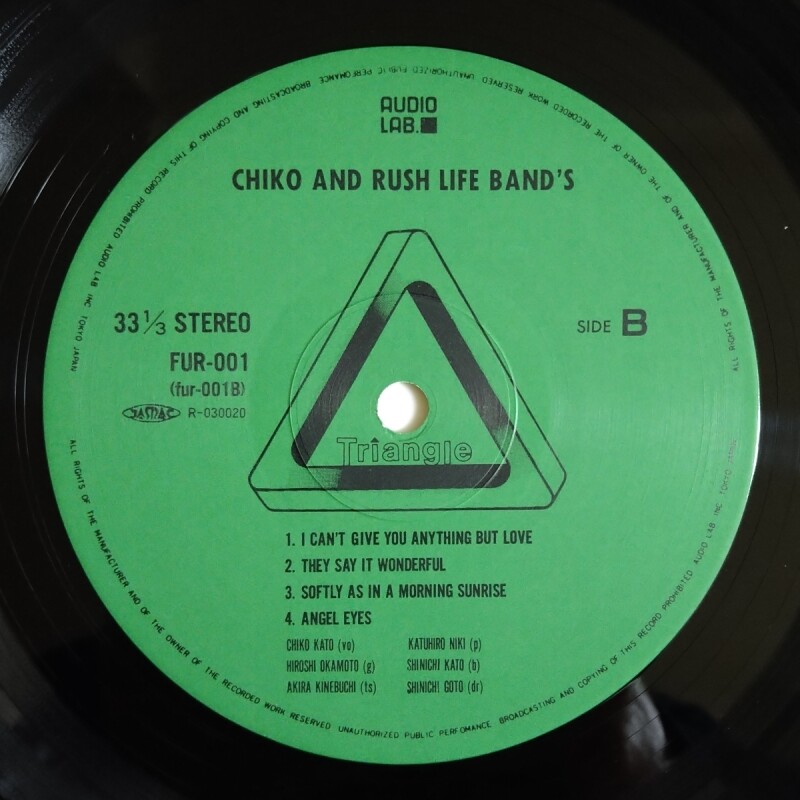 AUDIO
LAB.
CHIKO AND RUSH LIFE BAND'S
33 1/3 STEREO
SIDE B
FUR-001
(fur-001B)
JASRAC R-030020
Triangle
1. I CAN'T GIVE YOU ANYTHING BUT LOVE
2. THEY SAY IT WONDERFUL
3. SOFTLY AS IN A MORNING SUNRISE
4. ANGEL EYES
CHIKO KATO (vo) KATUHIRO NIKI (p)
HIROSHI OKAMOTO (g) SHINICHI KATO (b)
AKIRA KINEBUCHI (ts) SHINICHI GOTO (dr)
ALL RIGHTS OF THE MANUFACTURER AND OF THE OWNER OF THE RECORDED WORK RESERVED UNAUTHORIZED PUBLIC PERFOMANCE. BROADCASTING AND COPYING OF THIS RECORD PROHIBITED AUDIO LAB INC TOKYO JAPAN
ALL RIGHTS OF THE MANUFACTURER AND OF THE OWNER OF THE RECORDED WORK RESERVED UNAUTHORIZED PUBLIC PERFOMANCE BROADCASTING AND COPYING OF THIS RECORD PROHIBITED AUDIO LAB INC TOKYO JAPAN